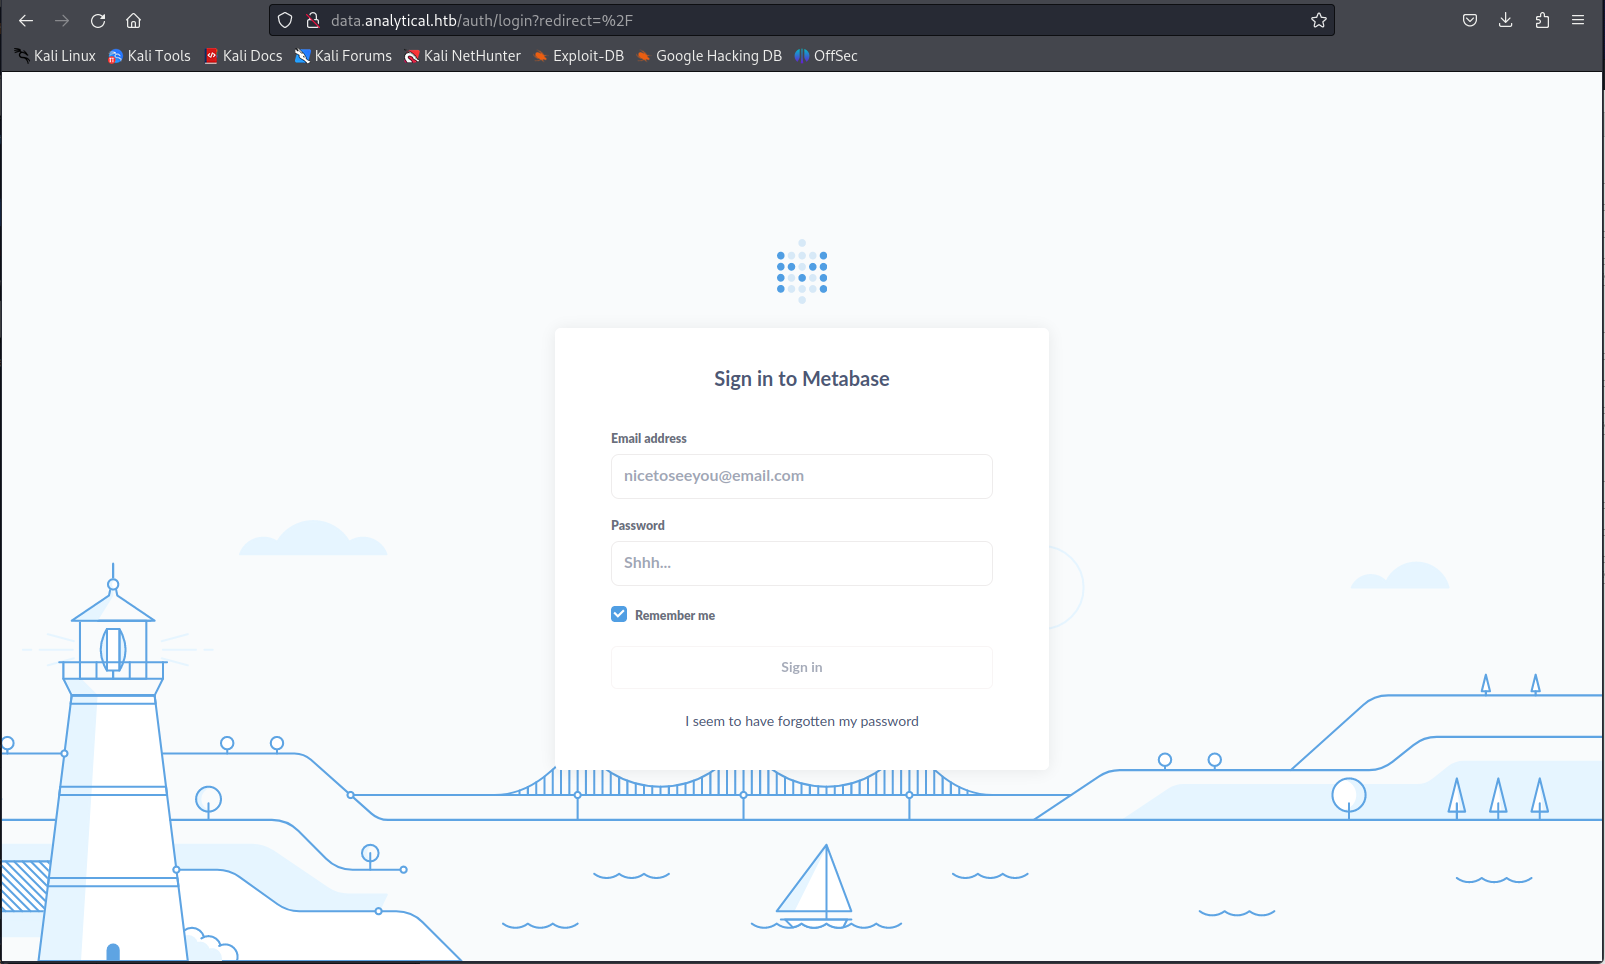 data.analytical.htb/auth/login?redirect=%2F
Kali Linux Kali Tools Kali Docs Kali Forums Kali NetHunter Exploit-DB Google Hacking DB OffSec
Sign in to Metabase
Email address
nicetoseeyou@email.com
Password
Shhh...
Remember me
Sign in
I seem to have forgotten my password